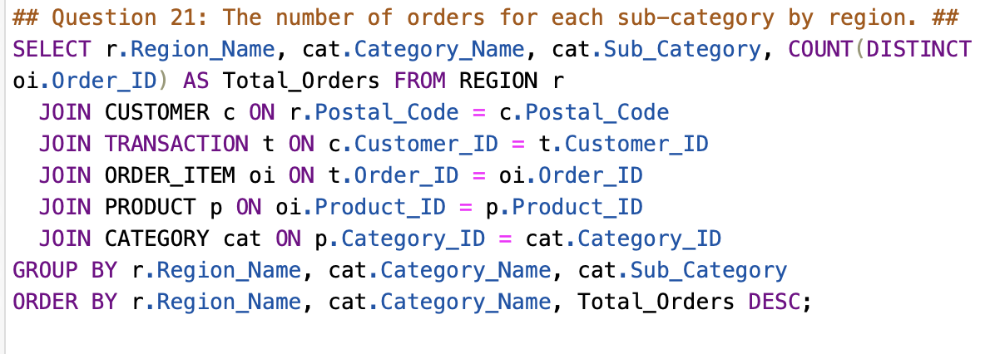 ## Question 21: The number of orders for each sub-category by region. ##
SELECT r.Region_Name, cat.Category_Name, cat.Sub_Category, COUNT(DISTINCT
oi.Order_ID) AS Total_Orders FROM REGION r
  JOIN CUSTOMER c ON r.Postal_Code = c.Postal_Code
  JOIN TRANSACTION t ON c.Customer_ID = t.Customer_ID
  JOIN ORDER_ITEM oi ON t.Order_ID = oi.Order_ID
  JOIN PRODUCT p ON oi.Product_ID = p.Product_ID
  JOIN CATEGORY cat ON p.Category_ID = cat.Category_ID
GROUP BY r.Region_Name, cat.Category_Name, cat.Sub_Category
ORDER BY r.Region_Name, cat.Category_Name, Total_Orders DESC;